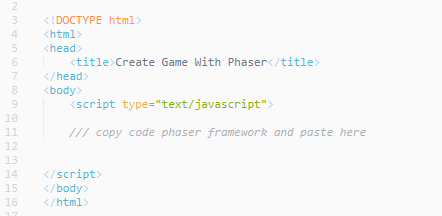 2
3 <!DOCTYPE html>
4 <html>
5 <head>
6 <title>Create Game With Phaser</title>
7 </head>
8 <body>
9 <script type="text/javascript">
10
11 /// copy code phaser framework and paste here
12
13
14 </script>
15 </body>
16 </html>
17